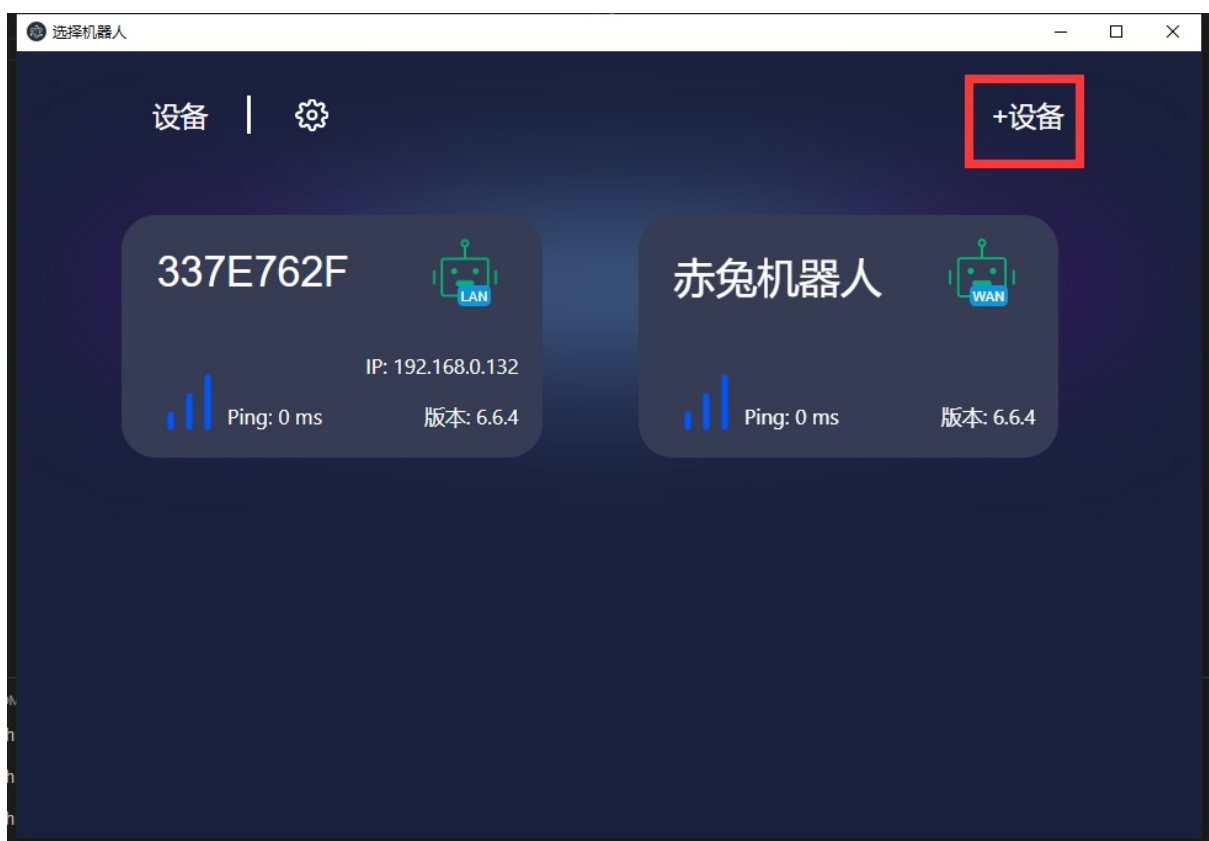 选择机器人
设备
+设备
337E762F
LAN
IP: 192.168.0.132
Ping: 0 ms
版本: 6.6.4
赤兔机器人
WAN
Ping: 0 ms
版本: 6.6.4